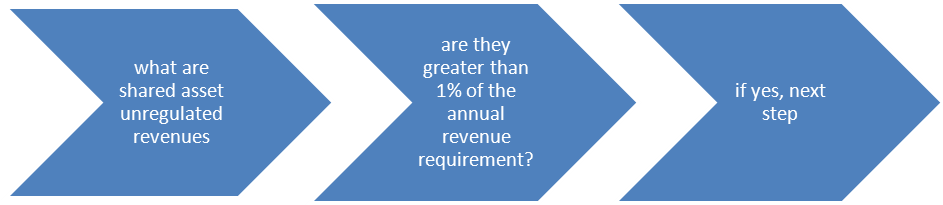 what are
shared asset
unregulated
revenues
are they
greater than
1% of the
annual
revenue
requirement?
if yes, next
step